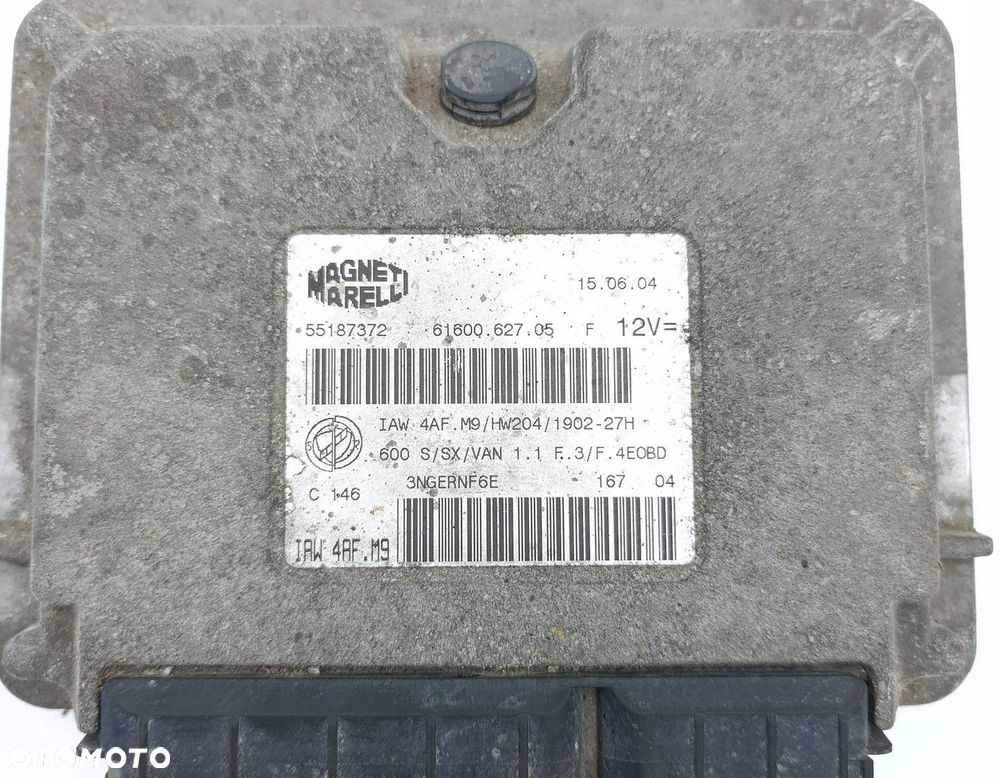 MAGNETI
MARELLI
15.06.04
55187372 61600.627.05 F 12V=
IAW 4AF.M9/HW204/1902-27H
600 S/SX/VAN 1.1 F.3/F.4EOBD
3NGERNF6E 167 04
C 146
IAW 4AF.M9
OTOMOTO